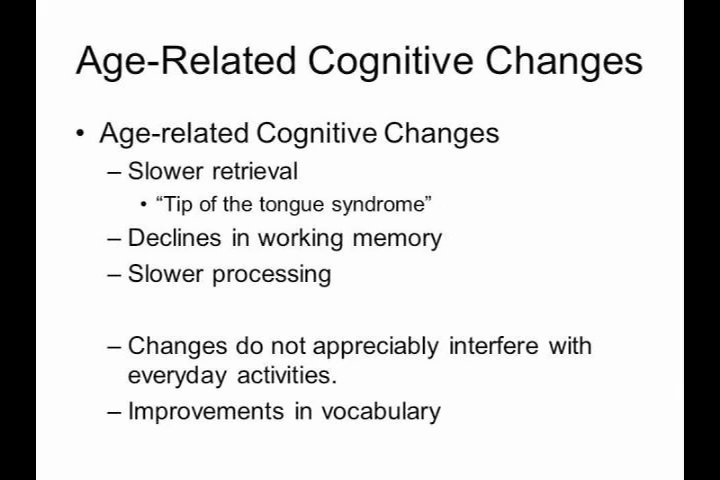 Age-Related Cognitive Changes
• Age-related Cognitive Changes
– Slower retrieval
• “Tip of the tongue syndrome”
– Declines in working memory
– Slower processing
– Changes do not appreciably interfere with
everyday activities.
– Improvements in vocabulary